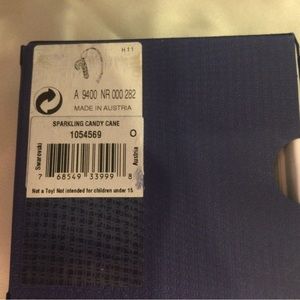 H 11
A 9400 NR 000 282
MADE IN AUSTRIA
SPARKLING CANDY CANE
1054569 O
Swarovski
Austria
7 68549 33999 8
Not a Toy! Not intended for children under 15